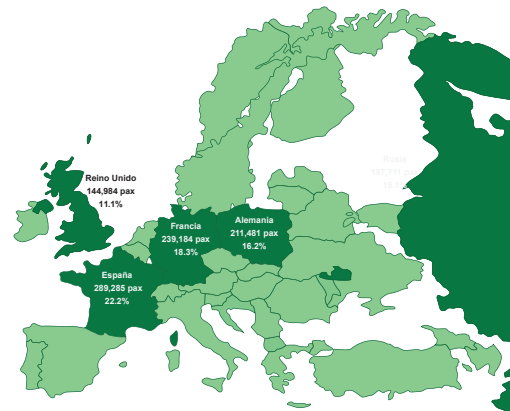 Rusia
Reino Unido
144,984 pax
11.1%
Francia
239,184 pax
18.3%
Alemania
211,481 pax
16.2%
España
289,285 pax
22.2%